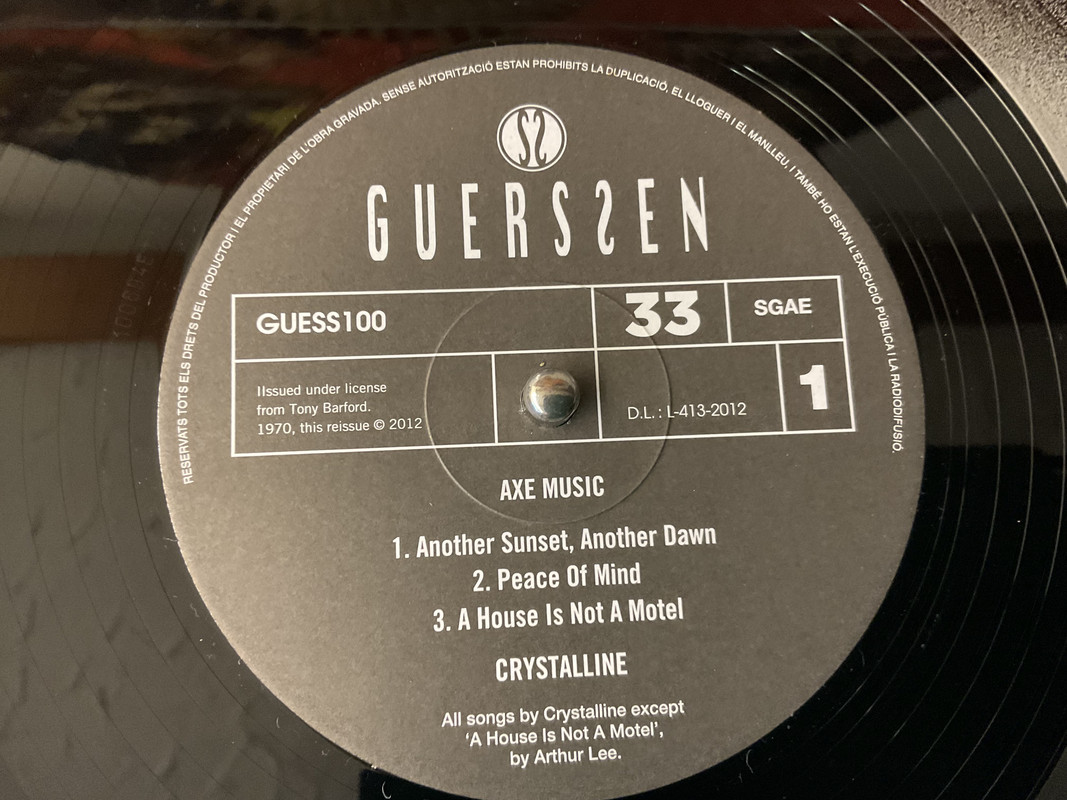 RESERVATS TOTS ELS DRETS DEL PRODUCTOR I EL PROPIETARI DE L'OBRA GRAVADA. SENSE AUTORITZACIÓ ESTAN PROHIBITS LA DUPLICACIÓ. EL LLOGUER I EL MANLLEU, I TAMBÉ HO ESTAN L'EXECUCIÓ PÚBLICA I LA RADIODIFUSIÓ.
GUERSSEN
GUESS100
33
SGAE
IIssued under license
from Tony Barford.
1970, this reissue © 2012
D.L.: L-413-2012
1
AXE MUSIC
1. Another Sunset, Another Dawn
2. Peace Of Mind
3. A House Is Not A Motel
CRYSTALLINE
All songs by Crystalline except
‘A House Is Not A Motel’,
by Arthur Lee.